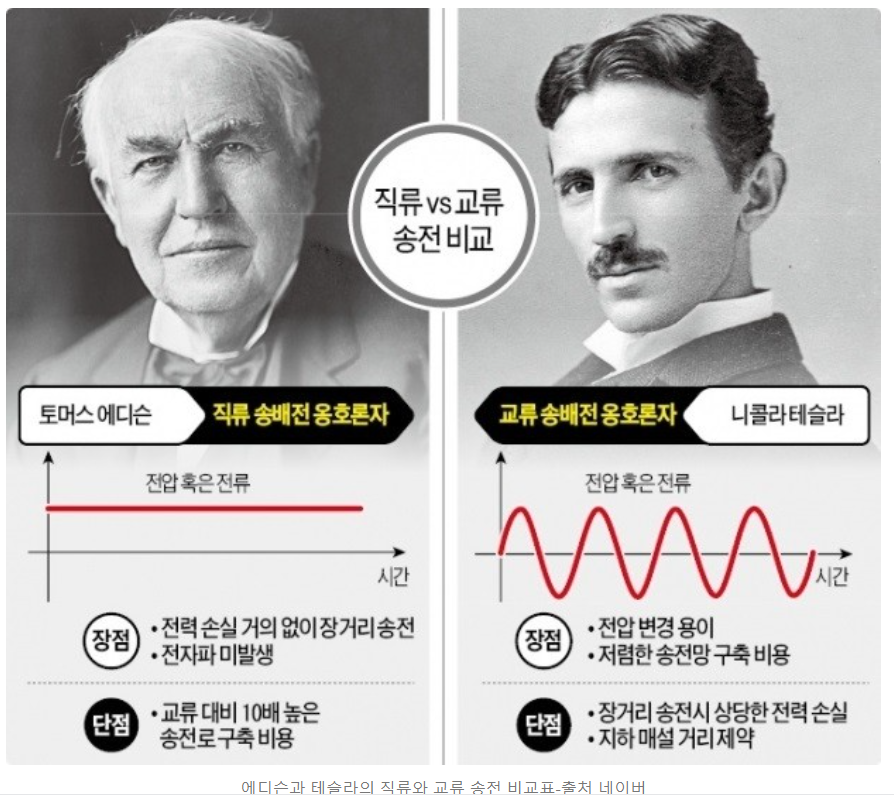 직류 vs 교류
송전 비교
토머스 에디슨
직류 송배전 옹호론자
전압 혹은 전류
시간
장점
• 전력 손실 거의 없이 장거리 송전
• 전자파 미발생
단점
• 교류 대비 10배 높은
송전로 구축 비용
교류 송배전 옹호론자
니콜라 테슬라
전압 혹은 전류
시간
장점
• 전압 변경 용이
• 저렴한 송전망 구축 비용
단점
• 장거리 송전시 상당한 전력 손실
• 지하 매설 거리 제약
에디슨과 테슬라의 직류와 교류 송전 비교표-출처 네이버